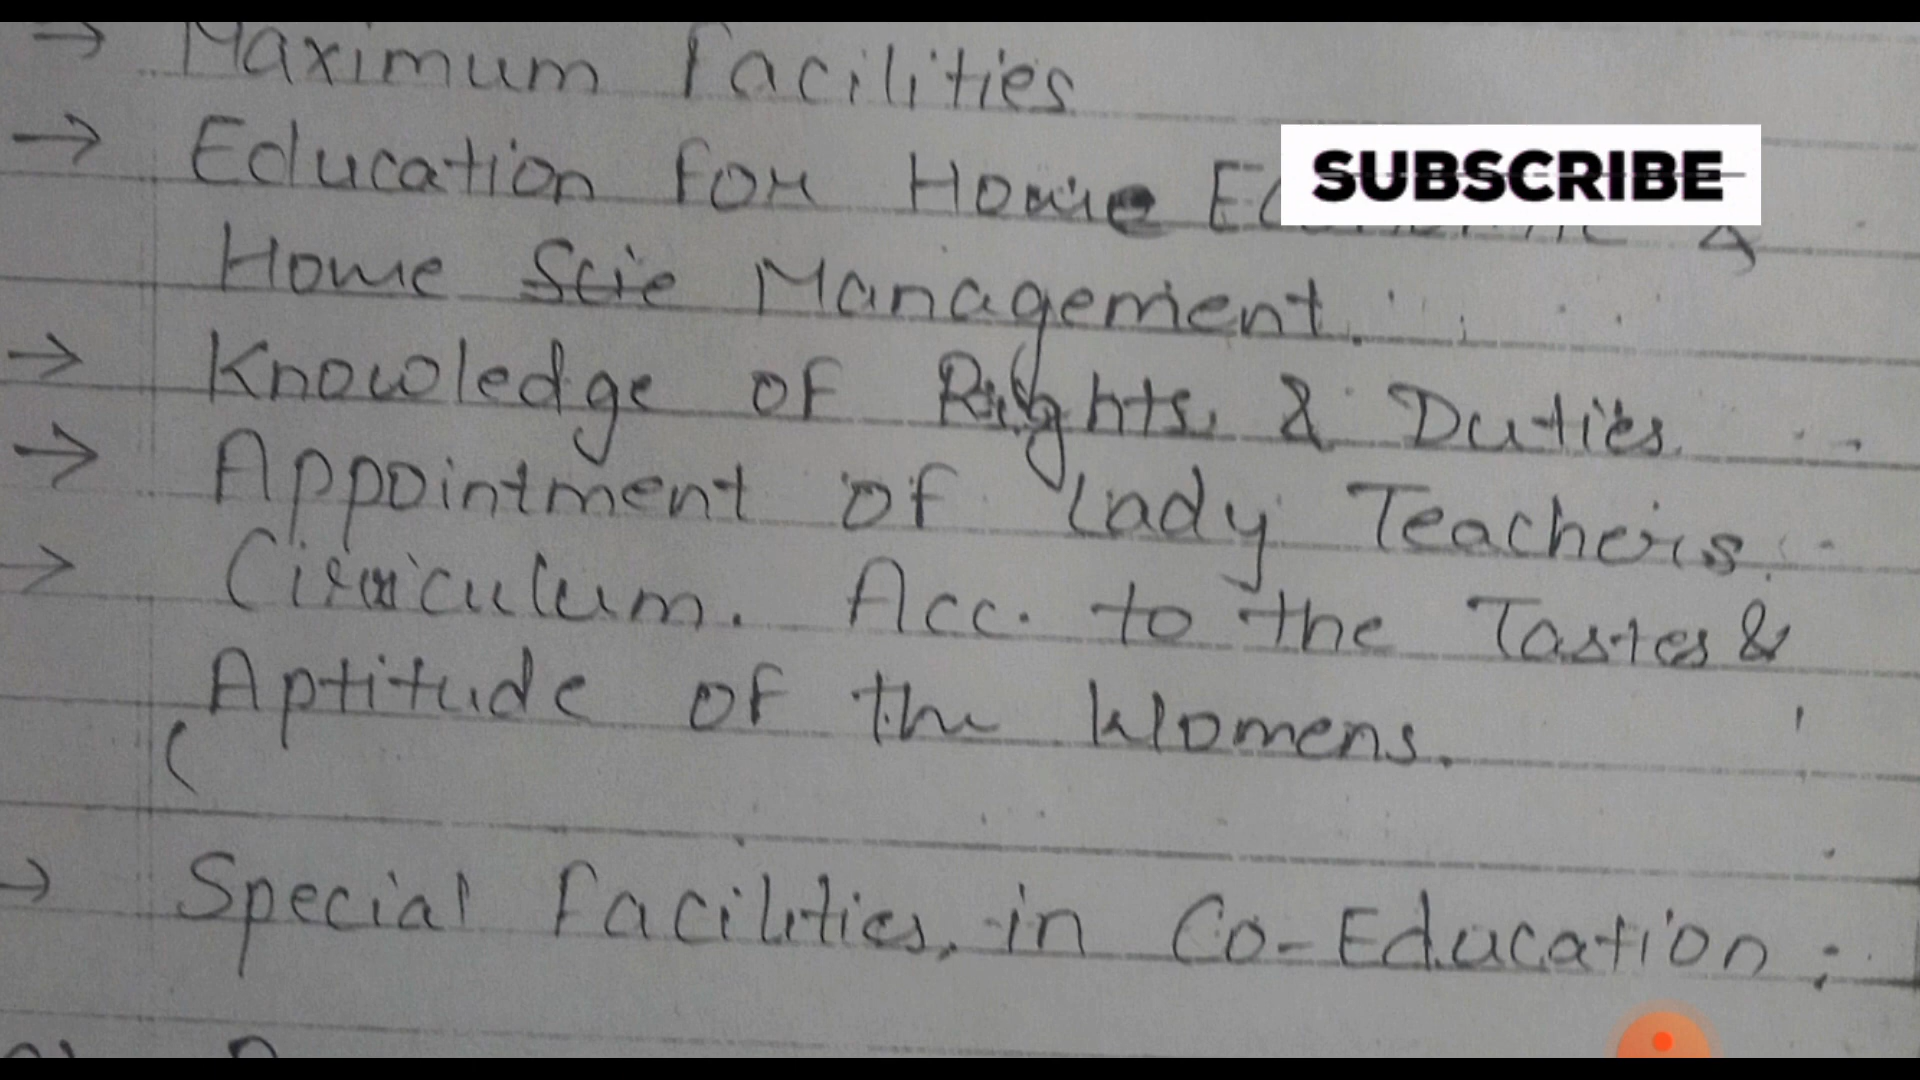 → Maximum Facilities
→ Education for Home
SUBSCRIBE
&
Home Scie Management.
→ Knowledge of Rights & Duties.
→ Appointment of Lady Teachers.
→ Cirriculum. Acc. to the Tastes &
Aptitude of the Womens.
(
→ Special Facilities in Co-Education :